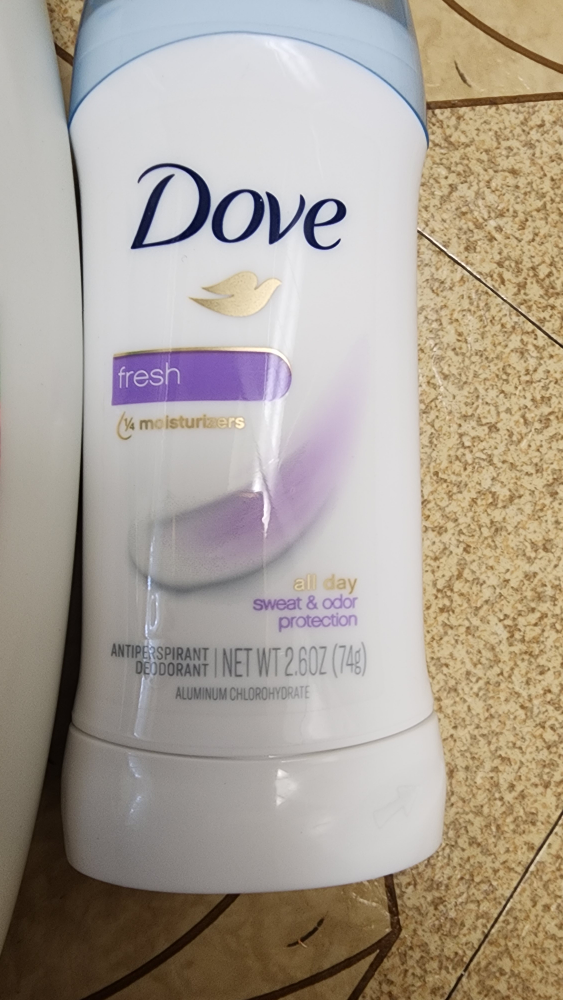 Dove
fresh
1/4 moisturizers
all day
sweat & odor
protection
ANTIPERSPIRANT
DEODORANT
NET WT 2.6OZ (74g)
ALUMINUM CHLOROHYDRATE